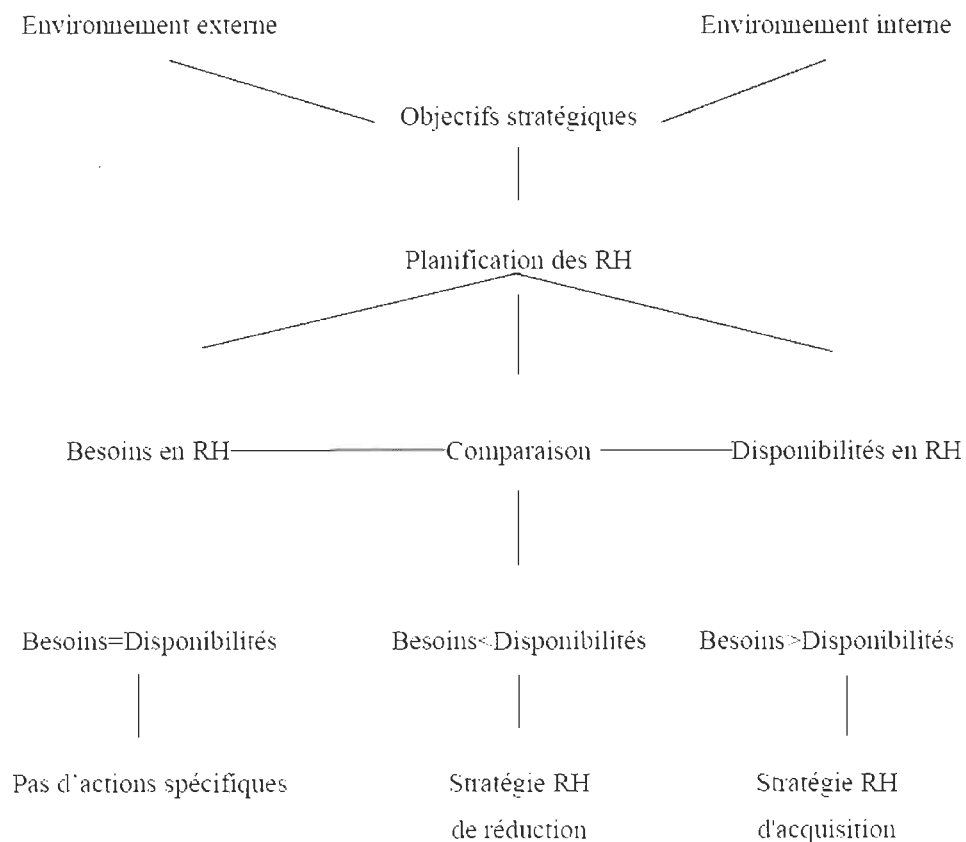 Environnement externe
Environnement interne
Objectifs stratégiques
Planification des RH
Besoins en RH
Comparaison
Disponibilités en RH
Besoins=Disponibilités
Besoins<Disponibilités
Besoins>Disponibilités
Pas d'actions spécifiques
Stratégie RH
de réduction
Stratégie RH
d'acquisition